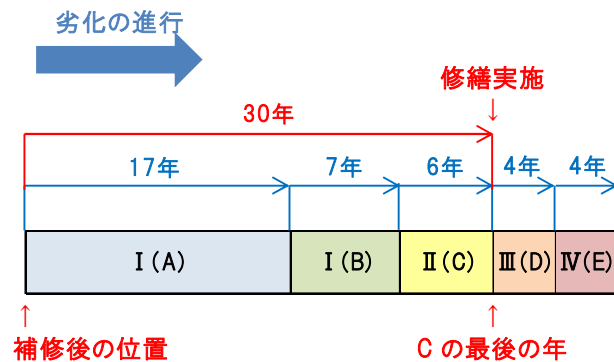 劣化の進行
修繕実施
↓
30年
17年 7年 6年 4年 4年
Ⅰ(A) Ⅰ(B) Ⅱ(C) Ⅲ(D) Ⅳ(E)
↑ ↑
補修後の位置 Cの最後の年